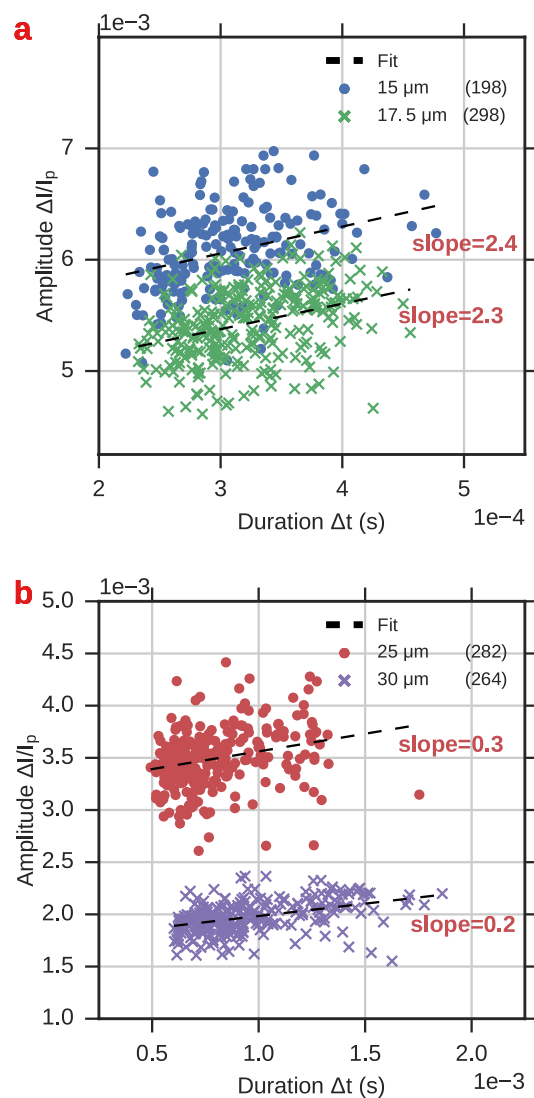 a
1e−3
Fit
15 μm (198)
17.5 μm (298)
7
6
5
Amplitude ΔI/Ip
slope=2.4
slope=2.3
2 3 4 5
1e−4
Duration Δt (s)
b
1e−3
Fit
25 μm (282)
30 μm (264)
5.0
4.5
4.0
3.5
3.0
2.5
2.0
1.5
1.0
Amplitude ΔI/Ip
slope=0.3
slope=0.2
0.5 1.0 1.5 2.0
1e−3
Duration Δt (s)